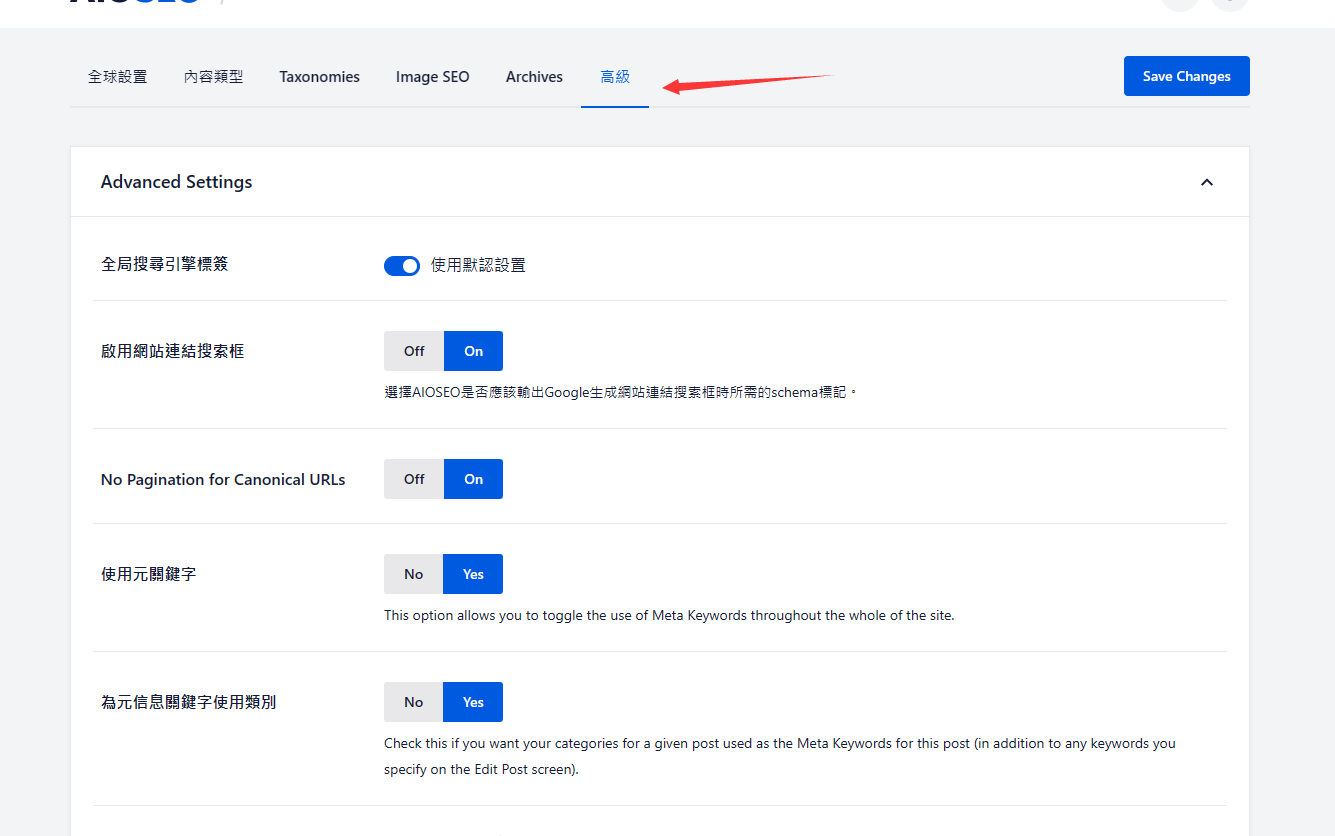 全球設置 內容類型 Taxonomies Image SEO Archives 高級 Save Changes
Advanced Settings
全局搜尋引擎標簽 使用默認設置
啟用網站連結搜索框 Off On
選擇AIOSEO是否應該輸出Google生成網站連結搜索框時所需的schema標記。
No Pagination for Canonical URLs Off On
使用元關鍵字 No Yes
This option allows you to toggle the use of Meta Keywords throughout the whole of the site.
為元信息關鍵字使用類別 No Yes
Check this if you want your categories for a given post used as the Meta Keywords for this post (in addition to any keywords you
specify on the Edit Post screen).